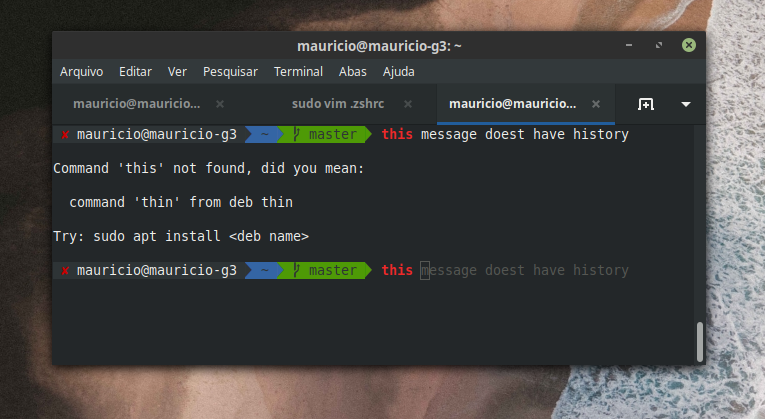 mauricio@mauricio-g3: ~
Arquivo Editar Ver Pesquisar Terminal Abas Ajuda
mauricio@mauricio... × sudo vim .zshrc × mauricio@mauricio... ×
✘ mauricio@mauricio-g3 ~ master this message doest have history
Command 'this' not found, did you mean:
command 'thin' from deb thin
Try: sudo apt install <deb name>
✘ mauricio@mauricio-g3 ~ master this message doest have history